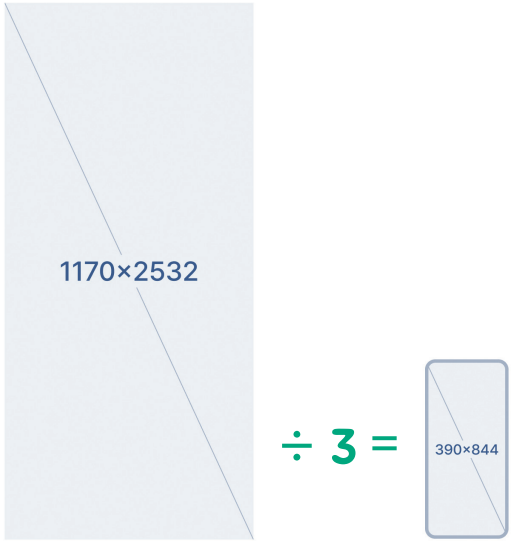 1170×2532
÷ 3 =
390×844